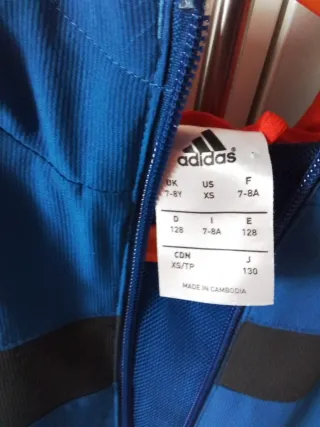 adidas
UK US F
7-8Y XS 7-8A
D I E
128 7-8A 128
CDN J
XS/TP 130
MADE IN CAMBODIA